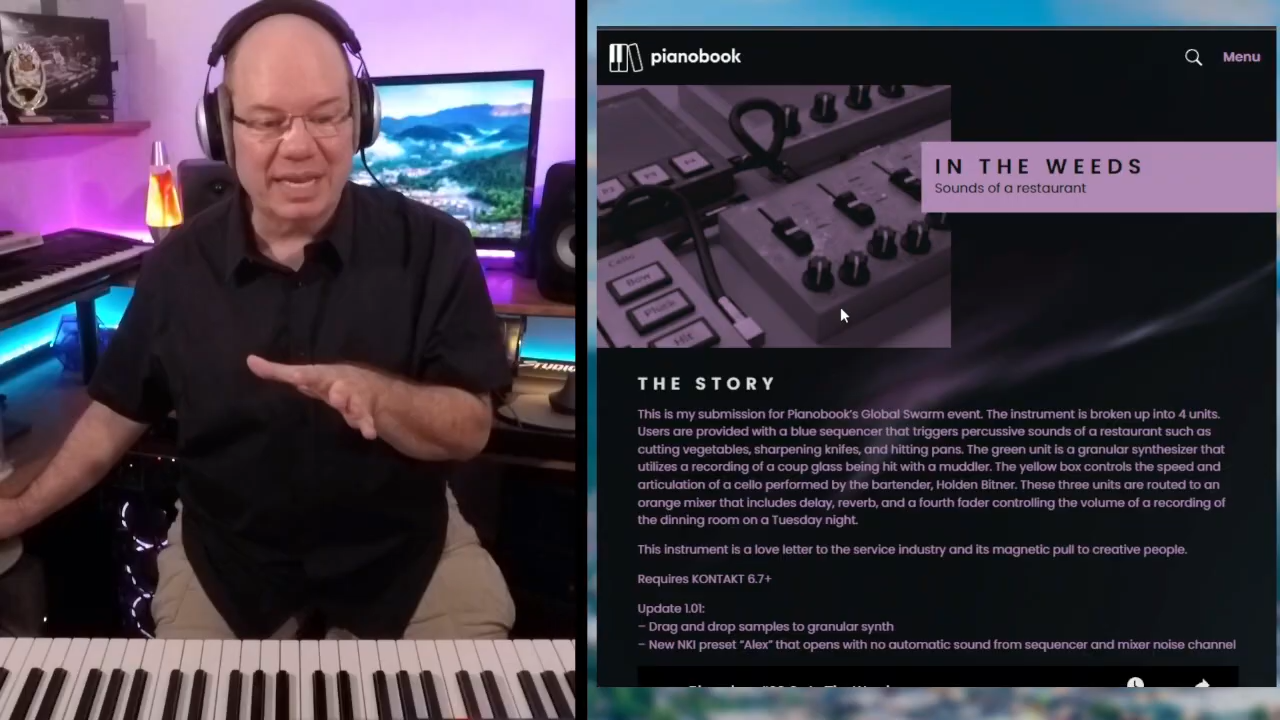 pianobook
Menu
IN THE WEEDS
Sounds of a restaurant
Cello
Bow
Pluck
Hit
THE STORY
This is my submission for Pianobook's Global Swarm event. The instrument is broken up into 4 units.
Users are provided with a blue sequencer that triggers percussive sounds of a restaurant such as
cutting vegetables, sharpening knifes, and hitting pans. The green unit is a granular synthesizer that
utilizes a recording of a coup glass being hit with a muddler. The yellow box controls the speed and
articulation of a cello performed by the bartender, Holden Bitner. These three units are routed to an
orange mixer that includes delay, reverb, and a fourth fader controlling the volume of a recording of
the dinning room on a Tuesday night.
This instrument is a love letter to the service industry and its magnetic pull to creative people.
Requires KONTAKT 6.7+
Update 1.01:
– Drag and drop samples to granular synth
– New NKI preset “Alex” that opens with no automatic sound from sequencer and mixer noise channel